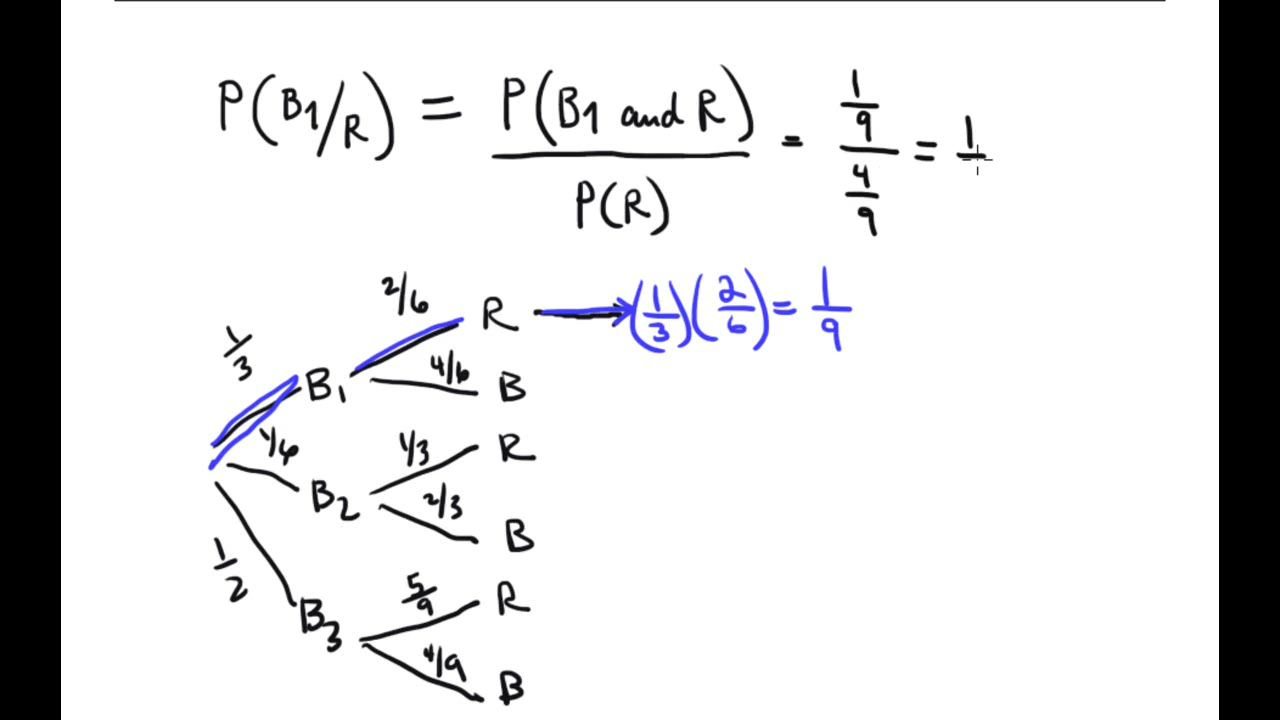 P(B1/R) = P(B1 and R) / P(R) = (1/9) / (4/9) = 1
2/6 R → (1/3)(2/6) = 1/9
1/3 B1 4/6 B
1/6 B2 1/3 R
2/3 B
1/2 B3 5/9 R
4/9 B